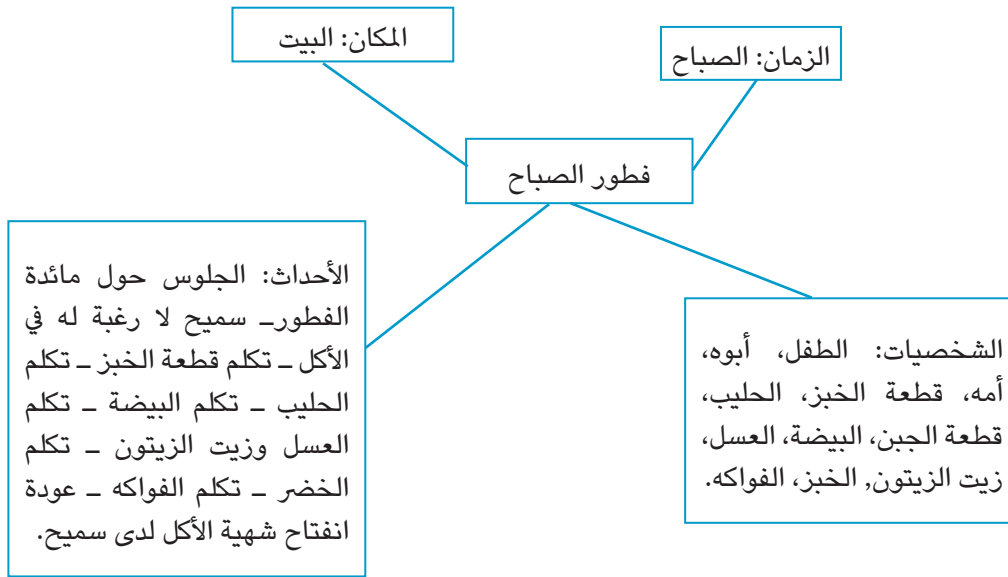 المكان: البيت
الزمان: الصباح
فطور الصباح
الأحداث: الجلوس حول مائدة
الفطورـ سميح لا رغبة له في
الأكل ـ تكلم قطعة الخبز ـ تكلم
الحليب ـ تكلم البيضة ـ تكلم
العسل وزيت الزيتون ـ تكلم
الخضر ـ تكلم الفواكه ـ عودة
انفتاح شهية الأكل لدى سميح.
الشخصيات: الطفل، أبوه،
أمه، قطعة الخبز، الحليب،
قطعة الجبن، البيضة، العسل،
زيت الزيتون, الخبز، الفواكه.